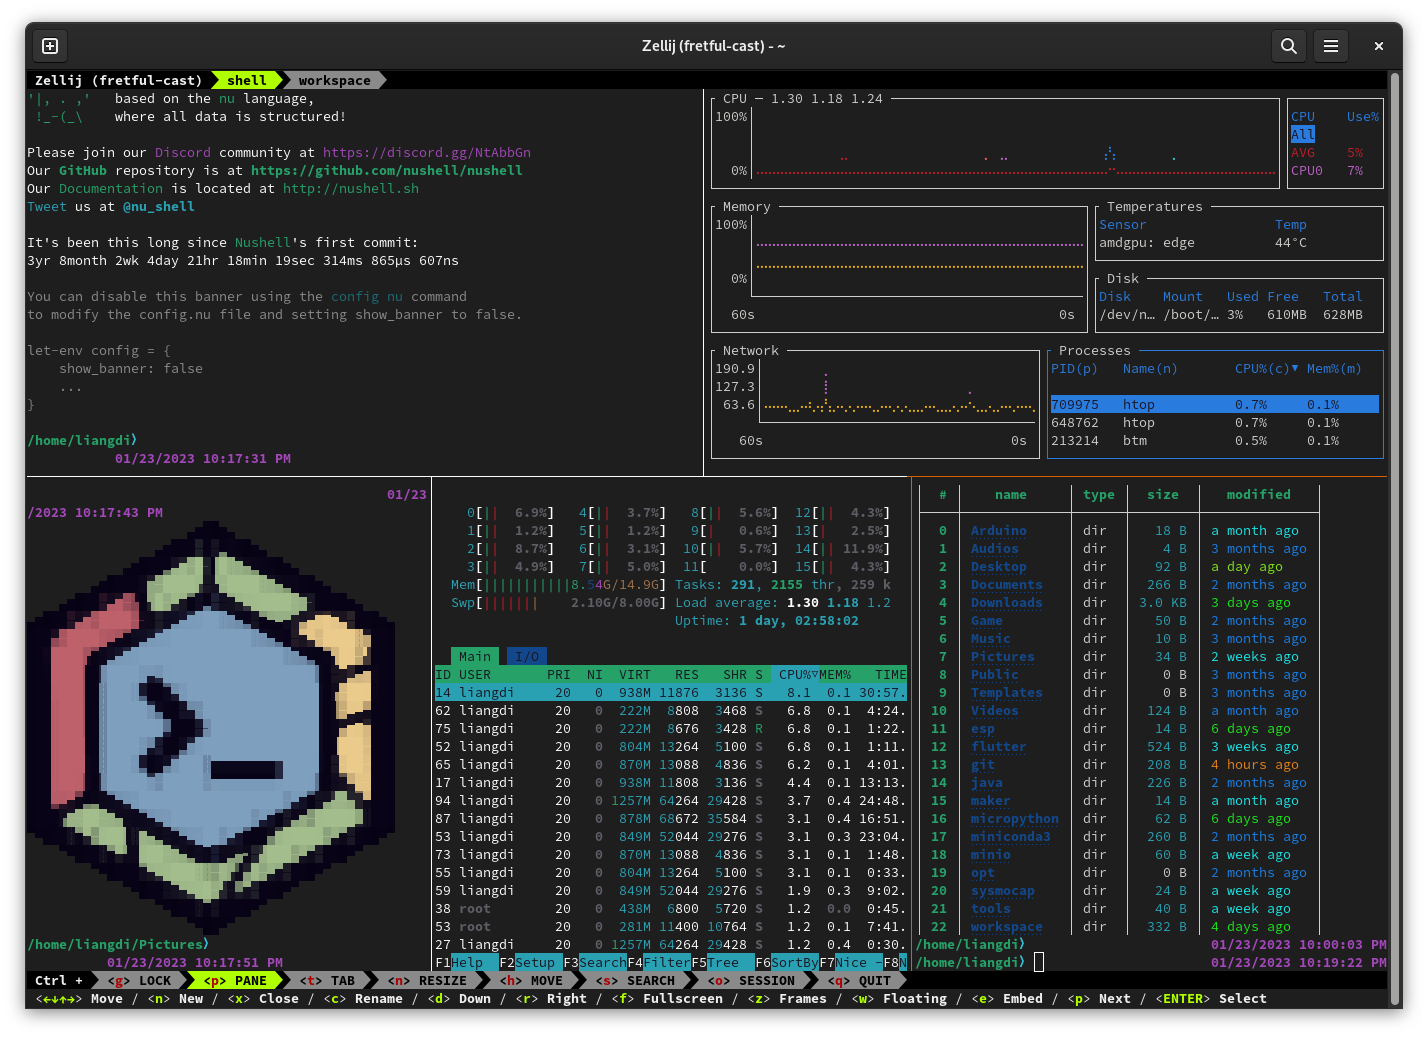 Zellij (fretful-cast) - ~
Zellij (fretful-cast) shell workspace
'|, . ,' based on the nu language,
!_-(_\ where all data is structured!
Please join our Discord community at https://discord.gg/NtAbbGn
Our GitHub repository is at https://github.com/nushell/nushell
Our Documentation is located at http://nushell.sh
Tweet us at @nu_shell
It's been this long since Nushell's first commit:
3yr 8month 2wk 4day 21hr 18min 19sec 314ms 865µs 607ns
You can disable this banner using the config nu command
to modify the config.nu file and setting show_banner to false.
let-env config = {
show_banner: false
...
}
/home/liangdi⟩
01/23/2023 10:17:31 PM
CPU — 1.30 1.18 1.24
100%
0%
CPU Use%
All
AVG 5%
CPU0 7%
Memory
100%
0%
60s 0s
Temperatures
Sensor Temp
amdgpu: edge 44°C
Disk
Disk Mount Used Free Total
/dev/n… /boot/… 3% 610MB 628MB
Network
190.9
127.3
63.6
60s 0s
Processes
PID(p) Name(n) CPU%(c)▼ Mem%(m)
709975 htop 0.7% 0.1%
648762 htop 0.7% 0.1%
213214 btm 0.5% 0.1%
01/23
/2023 10:17:43 PM
>_
/home/liangdi/Pictures⟩
01/23/2023 10:17:51 PM
0[|| 6.9%] 4[|| 3.7%] 8[|| 5.6%] 12[|| 4.3%]
1[|| 1.2%] 5[|| 1.2%] 9[| 0.6%] 13[| 2.5%]
2[|| 8.7%] 6[|| 3.1%] 10[|| 5.7%] 14[|| 11.9%]
3[|| 4.9%] 7[|| 5.0%] 11[ 0.0%] 15[|| 4.3%]
Mem[|||||||||||8.54G/14.9G] Tasks: 291, 2155 thr, 259 k
Swp[||||||| 2.10G/8.00G] Load average: 1.30 1.18 1.2
Uptime: 1 day, 02:58:02
Main I/O
ID USER PRI NI VIRT RES SHR S CPU%▽MEM% TIME
14 liangdi 20 0 938M 11876 3136 S 8.1 0.1 30:57.
62 liangdi 20 0 222M 8808 3468 S 6.8 0.1 4:24.
75 liangdi 20 0 222M 8676 3428 R 6.8 0.1 1:22.
52 liangdi 20 0 804M 13264 5100 S 6.8 0.1 1:11.
65 liangdi 20 0 870M 13088 4836 S 6.2 0.1 4:01.
17 liangdi 20 0 938M 11808 3136 S 4.4 0.1 13:13.
94 liangdi 20 0 1257M 64264 29428 S 3.7 0.4 24:48.
87 liangdi 20 0 878M 68672 35584 S 3.1 0.4 16:51.
53 liangdi 20 0 849M 52044 29276 S 3.1 0.3 23:04.
73 liangdi 20 0 870M 13088 4836 S 3.1 0.1 1:48.
55 liangdi 20 0 804M 13264 5100 S 3.1 0.1 0:33.
59 liangdi 20 0 849M 52044 29276 S 1.9 0.3 9:02.
38 root 20 0 438M 6800 5720 S 1.2 0.0 0:45.
53 root 20 0 281M 11400 10764 S 1.2 0.1 7:41.
27 liangdi 20 0 1257M 64264 29428 S 1.2 0.4 0:30.
F1Help F2Setup F3SearchF4FilterF5Tree F6SortByF7Nice -F8N
# name type size modified
0 Arduino dir 18 B a month ago
1 Audios dir 4 B 3 months ago
2 Desktop dir 92 B a day ago
3 Documents dir 266 B 2 months ago
4 Downloads dir 3.0 KB 3 days ago
5 Game dir 50 B 2 months ago
6 Music dir 10 B 3 months ago
7 Pictures dir 34 B 2 weeks ago
8 Public dir 0 B 3 months ago
9 Templates dir 0 B 3 months ago
10 Videos dir 124 B a month ago
11 esp dir 14 B 6 days ago
12 flutter dir 524 B 3 weeks ago
13 git dir 208 B 4 hours ago
14 java dir 226 B 2 months ago
15 maker dir 14 B a month ago
16 micropython dir 62 B 6 days ago
17 miniconda3 dir 260 B 2 months ago
18 minio dir 60 B a week ago
19 opt dir 0 B 2 months ago
20 sysmocap dir 24 B a week ago
21 tools dir 40 B a week ago
22 workspace dir 332 B 4 days ago
/home/liangdi⟩ 01/23/2023 10:00:03 PM
/home/liangdi⟩ 01/23/2023 10:19:22 PM
Ctrl + <g> LOCK <p> PANE <t> TAB <n> RESIZE <h> MOVE <s> SEARCH <o> SESSION <q> QUIT
<←↓↑→> Move / <n> New / <x> Close / <c> Rename / <d> Down / <r> Right / <f> Fullscreen / <z> Frames / <w> Floating / <e> Embed / <p> Next / <ENTER> Select